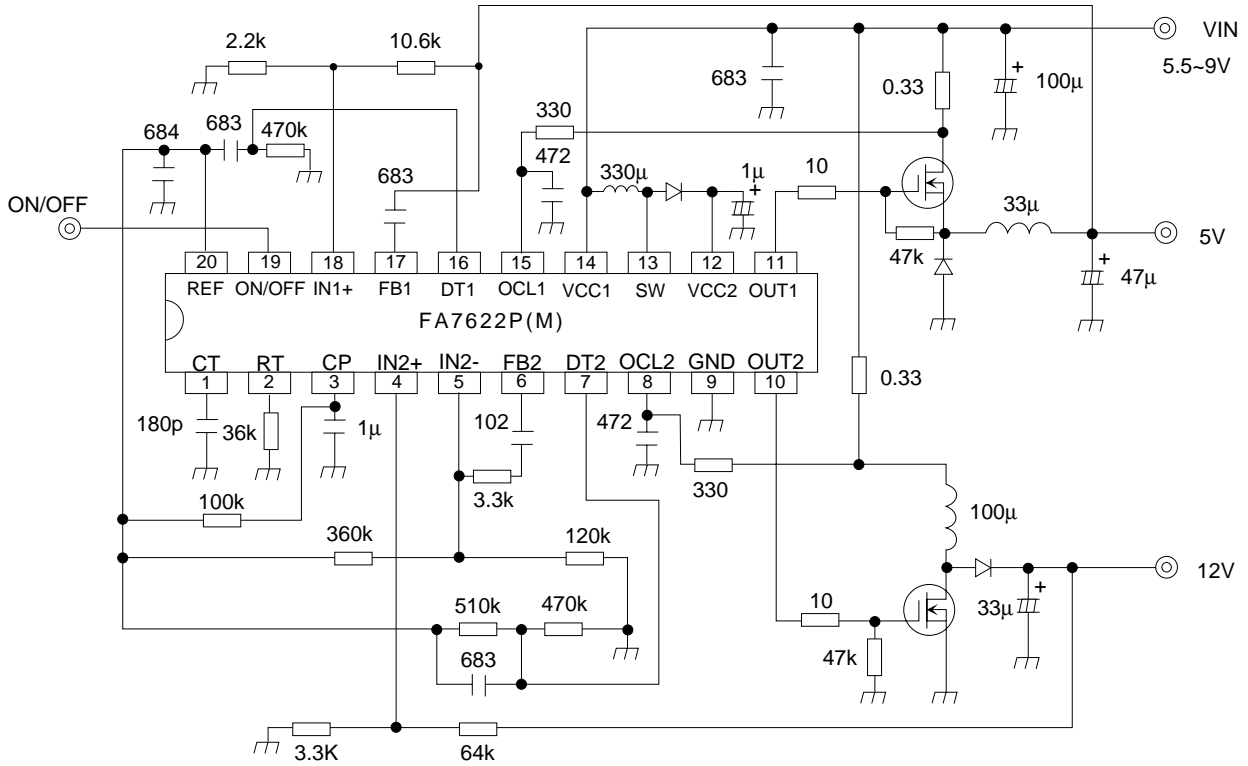 2.2k 10.6k VIN
5.5~9V
683 0.33 100µ
684 683 470k 330
472
683 330µ 1µ 10
ON/OFF 33µ
47k 5V
47µ
20 19 18 17 16 15 14 13 12 11
REF ON/OFF IN1+ FB1 DT1 OCL1 VCC1 SW VCC2 OUT1
FA7622P(M)
CT RT CP IN2+ IN2- FB2 DT2 OCL2 GND OUT2
1 2 3 4 5 6 7 8 9 10
0.33
180p 36k 1µ 102 472
3.3k 330
100k 100µ
360k 120k
12V
510k 470k 10 33µ
683 47k
3.3K 64k